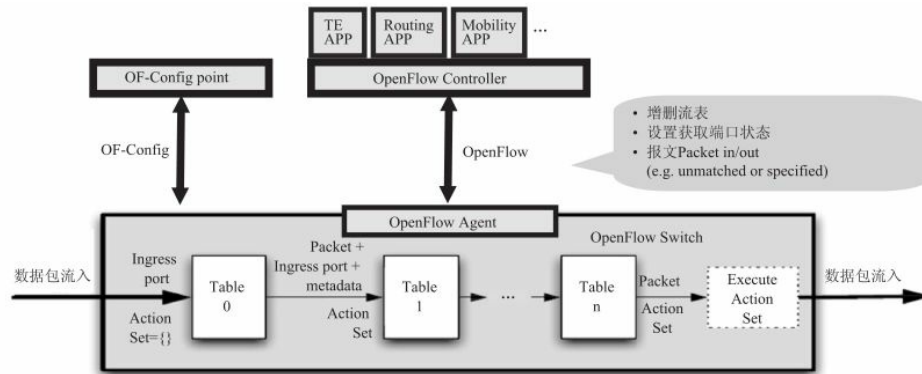 TE
APP
Routing
APP
Mobility
APP
...
OF-Config point
OpenFlow Controller
OF-Config
OpenFlow
• 增删流表
• 设置获取端口状态
• 报文Packet in/out
(e.g. unmatched or specified)
OpenFlow Agent
OpenFlow Switch
数据包流入
Ingress
port
Action
Set={}
Table
0
Packet +
Ingress port +
metadata
Action
Set
Table
1
...
Table
n
Packet
Action
Set
Execute
Action
Set
数据包流入